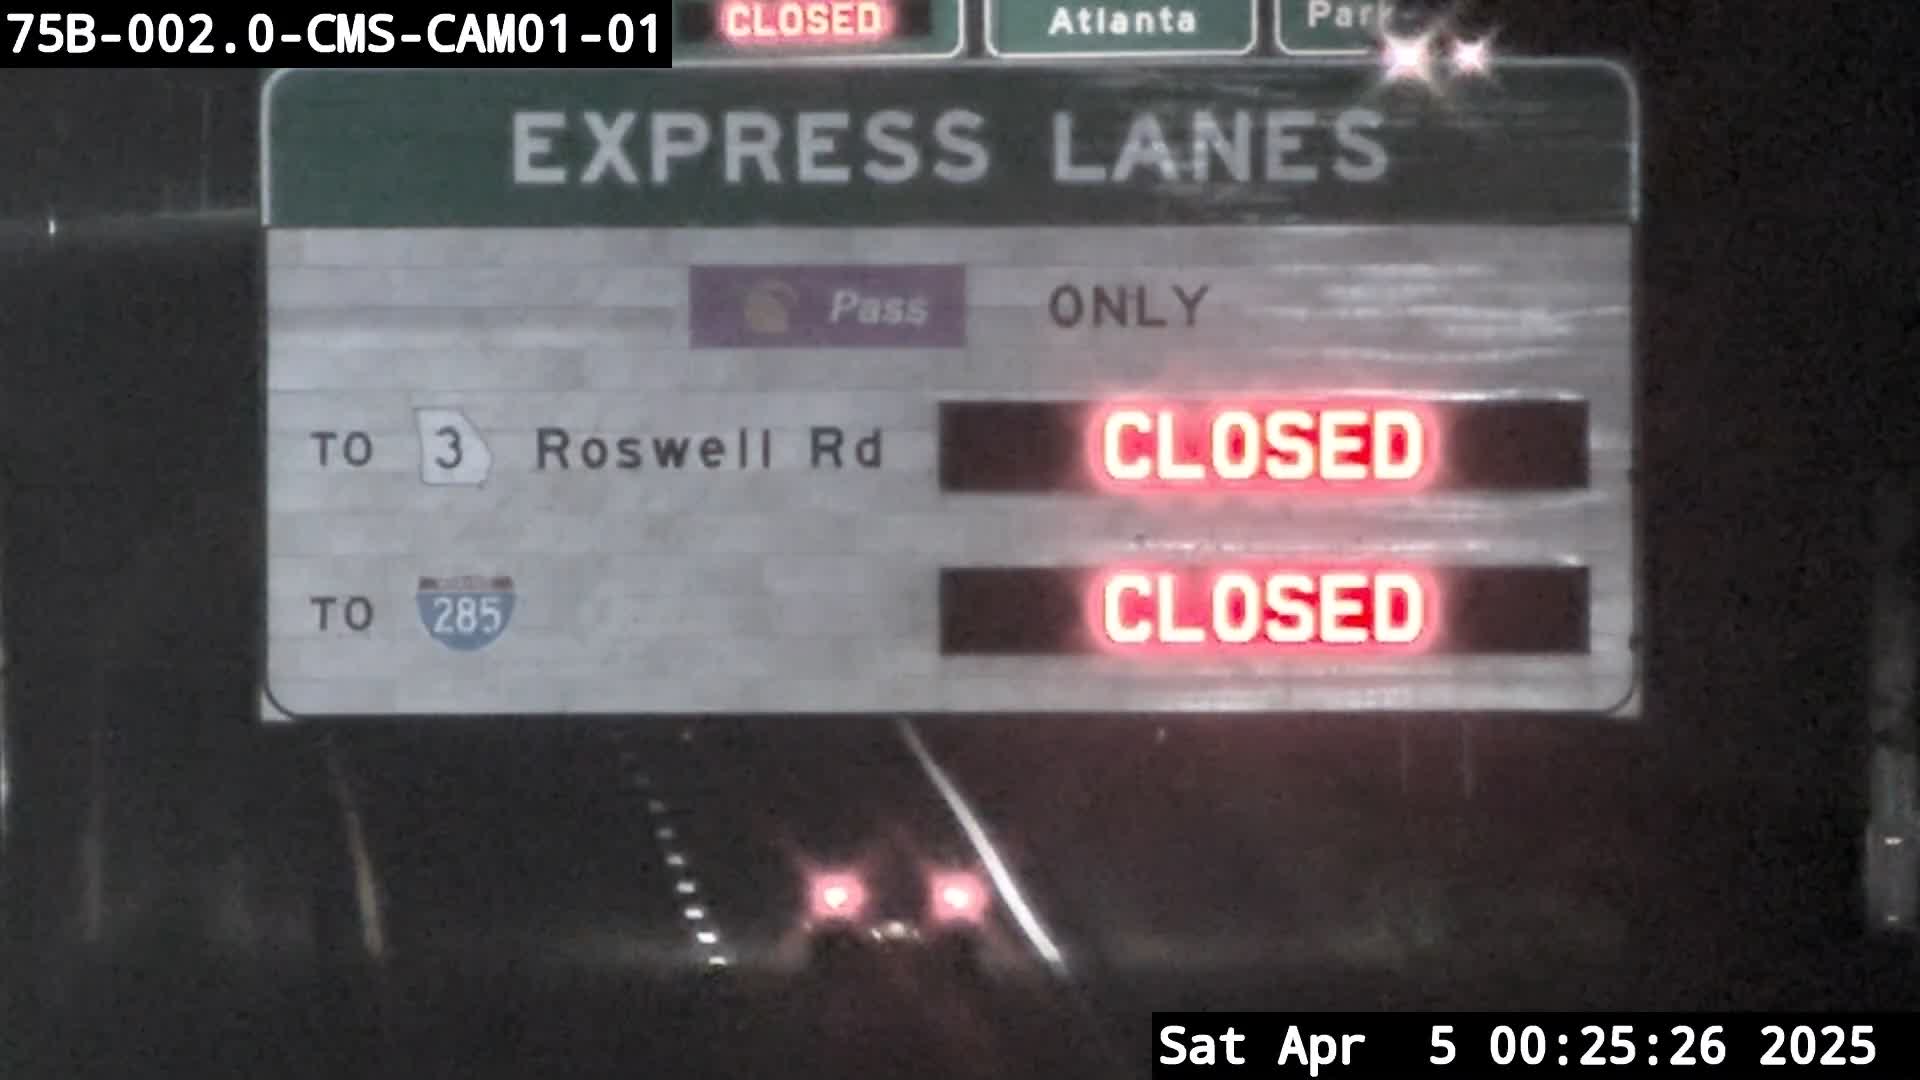 75B-002.0-CMS-CAM01-01
CLOSED
Atlanta
EXPRESS LANES
Pass ONLY
TO 3 Roswell Rd CLOSED
TO 285 CLOSED
Sat Apr 5 00:25:26 2025